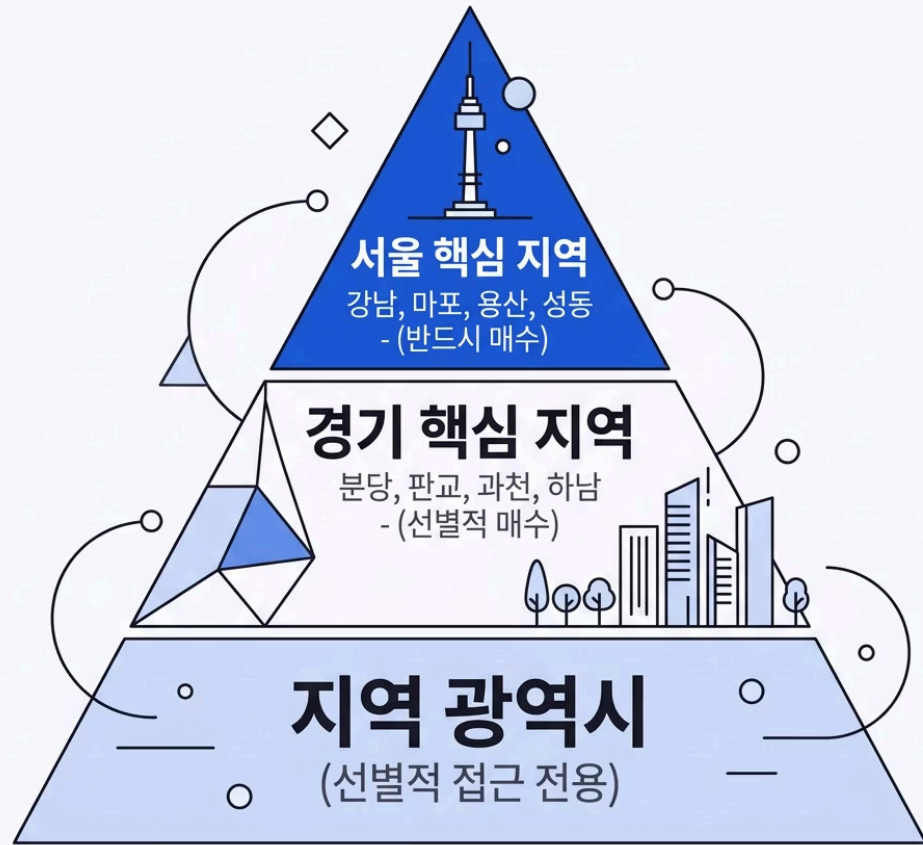 서울 핵심 지역
강남, 마포, 용산, 성동
- (반드시 매수)
경기 핵심 지역
분당, 판교, 과천, 하남
- (선별적 매수)
지역 광역시
(선별적 접근 전용)